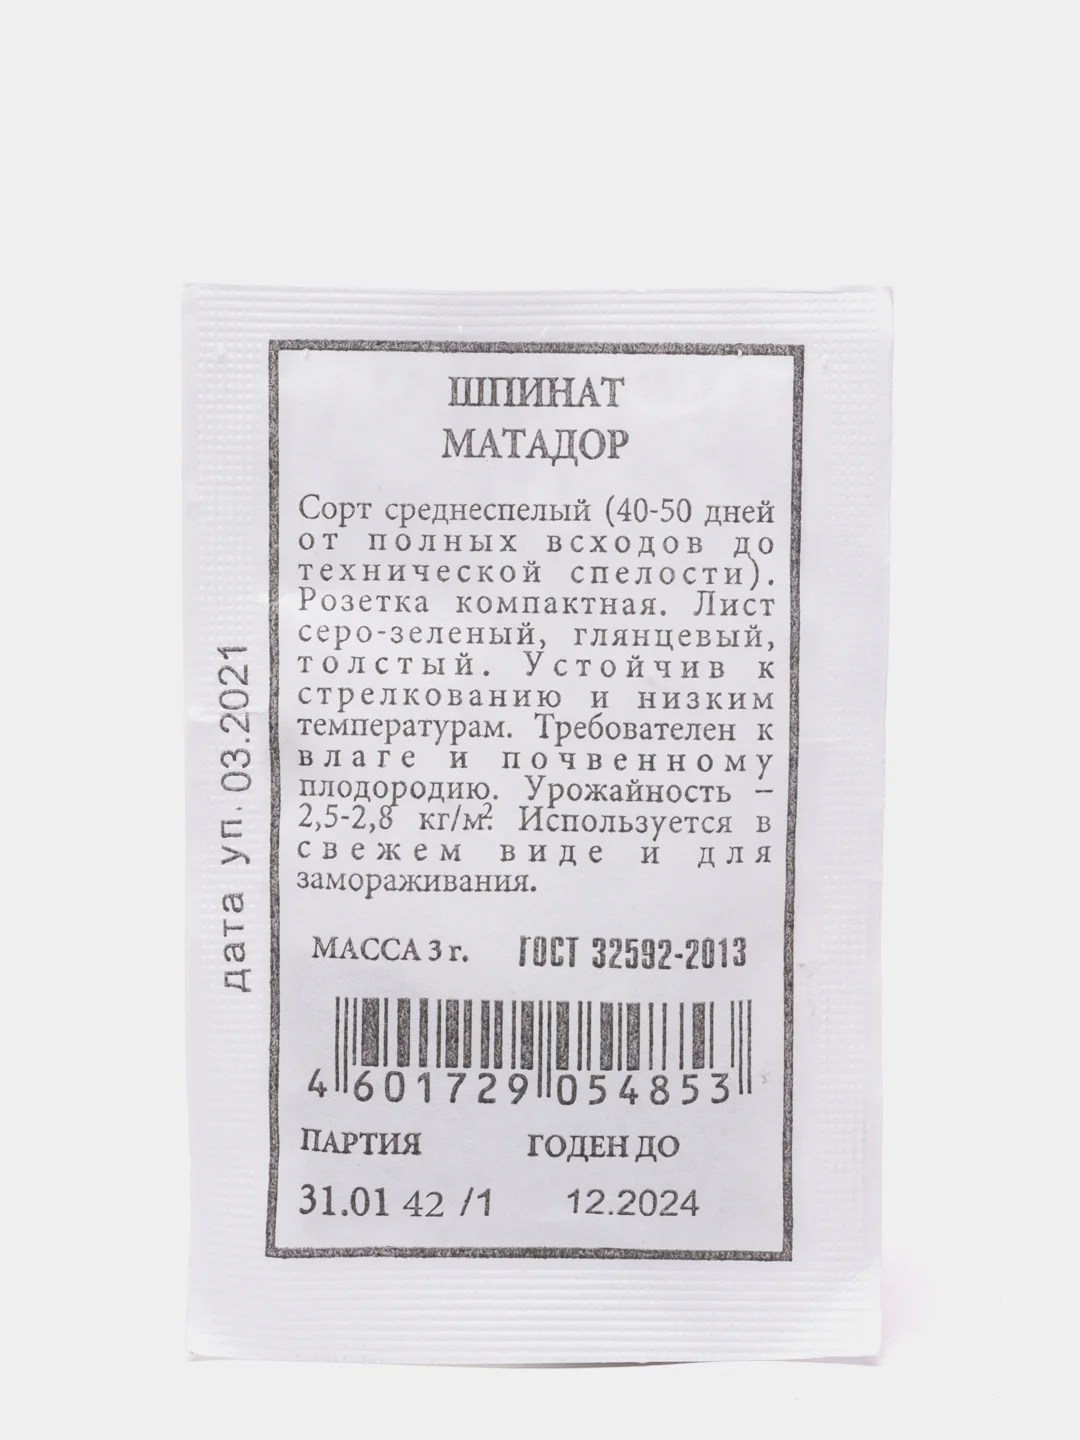 ШПИНАТ
МАТАДОР
Сорт среднеспелый (40-50 дней
от полных всходов до
технической спелости).
Розетка компактная. Лист
серо-зеленый, глянцевый,
толстый. Устойчив к
стрелкованию и низким
температурам. Требователен к
влаге и почвенному
плодородию. Урожайность –
2,5-2,8 кг/м². Используется в
свежем виде и для
замораживания.
МАССА 3 г. ГОСТ 32592-2013
4 601729 054853
ПАРТИЯ ГОДЕН ДО
31.01 42 /1 12.2024
дата уп. 03.2021